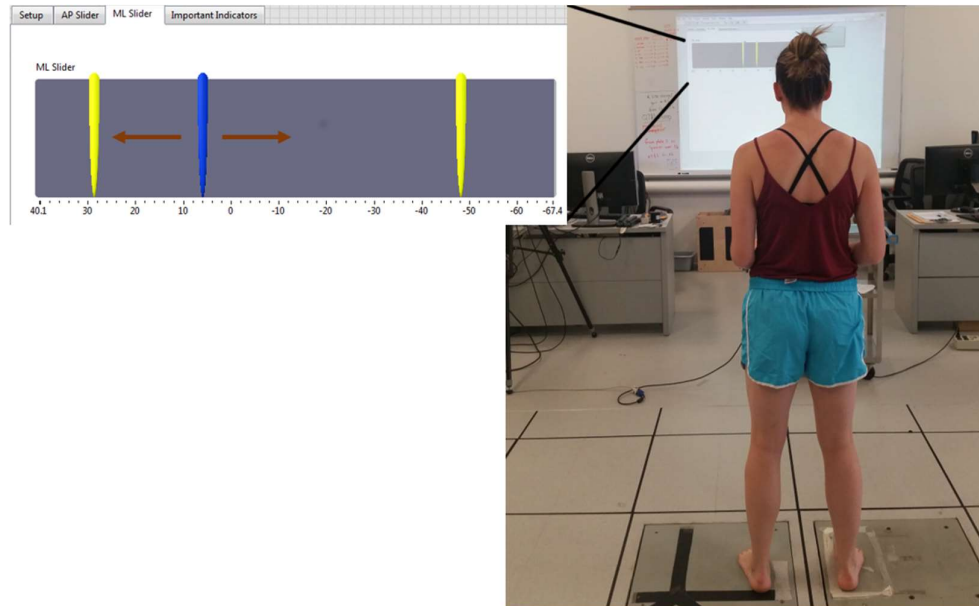 Setup AP Slider ML Slider Important Indicators
ML Slider
40.1 30 20 10 0 -10 -20 -30 -40 -50 -60 -67.4
DELL